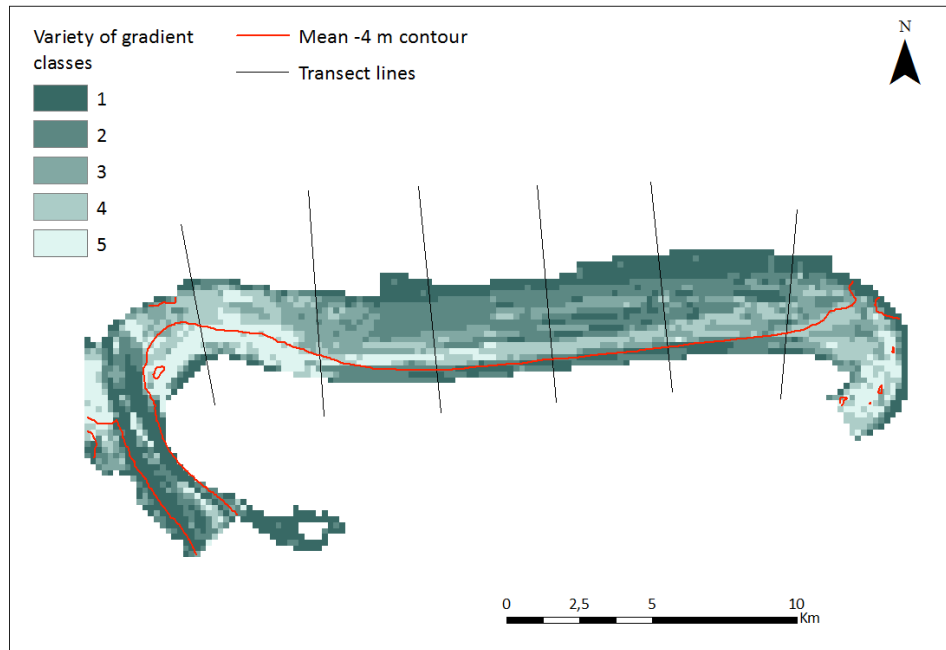 Variety of gradient
classes
1
2
3
4
5
Mean -4 m contour
Transect lines
N
0 2,5 5 10
Km